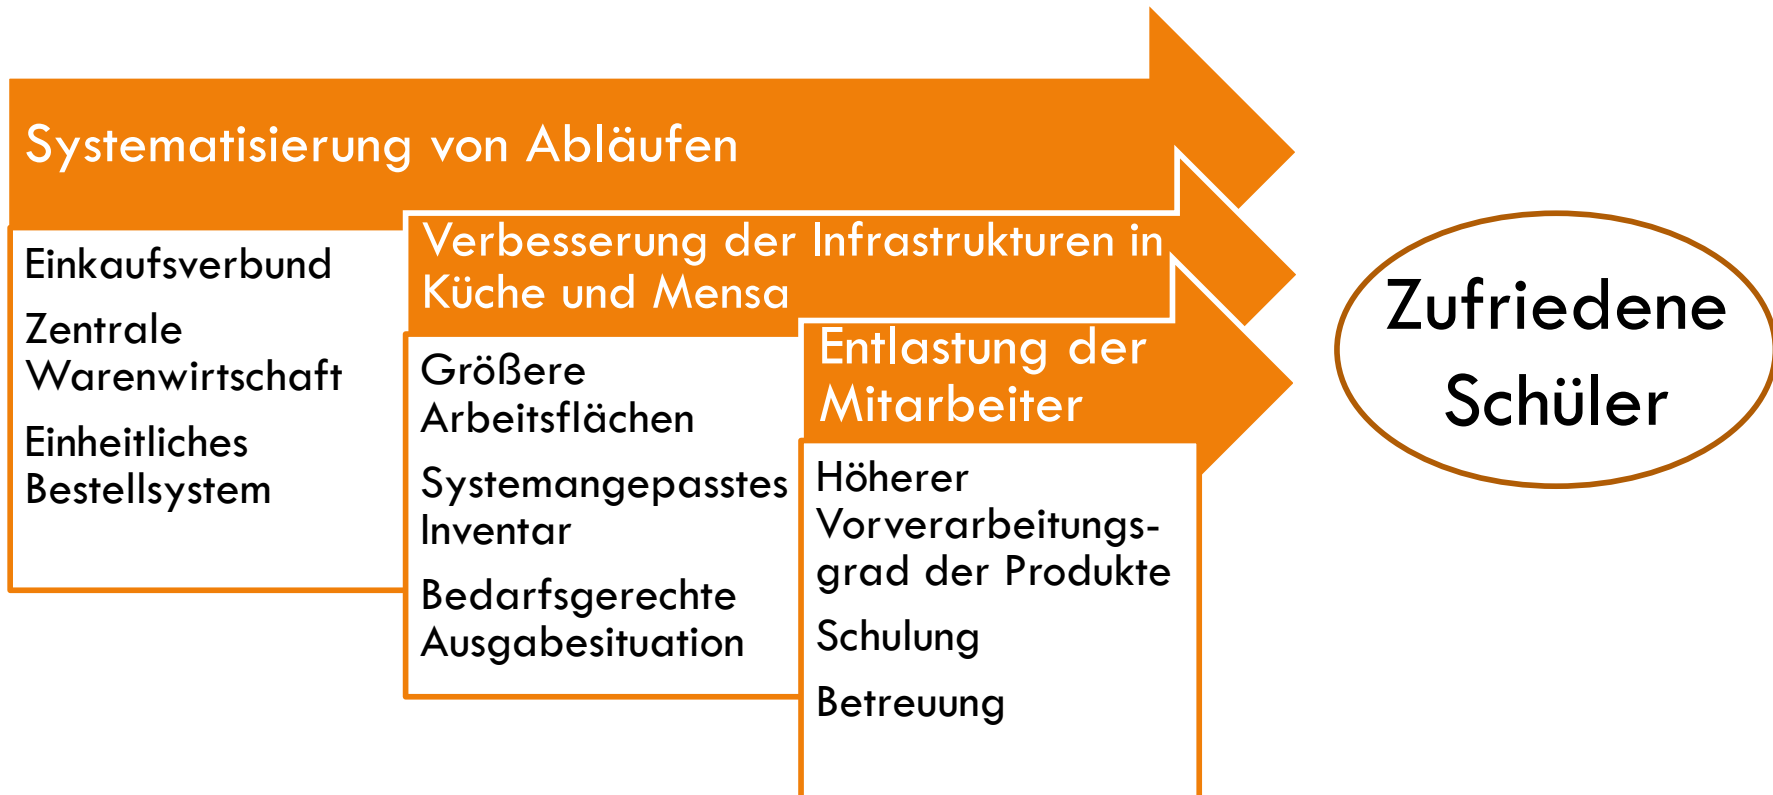 Systematisierung von Abläufen
Einkaufsverbund
Zentrale
Warenwirtschaft
Einheitliches
Bestellsystem
Verbesserung der Infrastrukturen in
Küche und Mensa
Größere
Arbeitsflächen
Systemangepasstes
Inventar
Bedarfsgerechte
Ausgabesituation
Entlastung der
Mitarbeiter
Höherer
Vorverarbeitungs-
grad der Produkte
Schulung
Betreuung
Zufriedene
Schüler